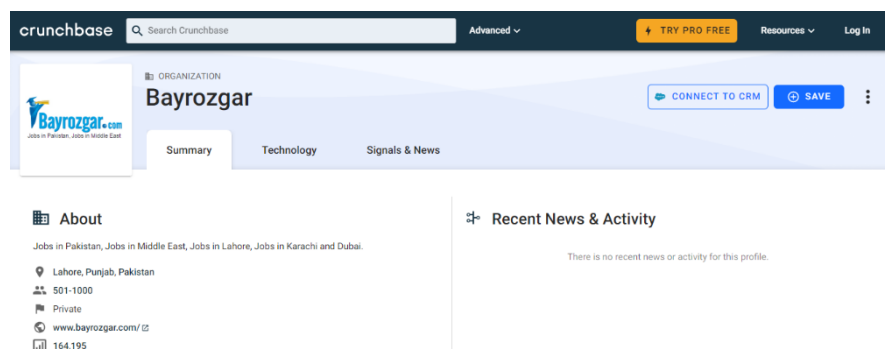 crunchbase
Search Crunchbase
Advanced
TRY PRO FREE
Resources
Log In
Bayrozgar.com
Jobs in Pakistan, Jobs in Middle East
ORGANIZATION
Bayrozgar
CONNECT TO CRM
SAVE
Summary
Technology
Signals & News
About
Jobs in Pakistan, Jobs in Middle East, Jobs in Lahore, Jobs in Karachi and Dubai.
Lahore, Punjab, Pakistan
501-1000
Private
www.bayrozgar.com/
164,195
Recent News & Activity
There is no recent news or activity for this profile.